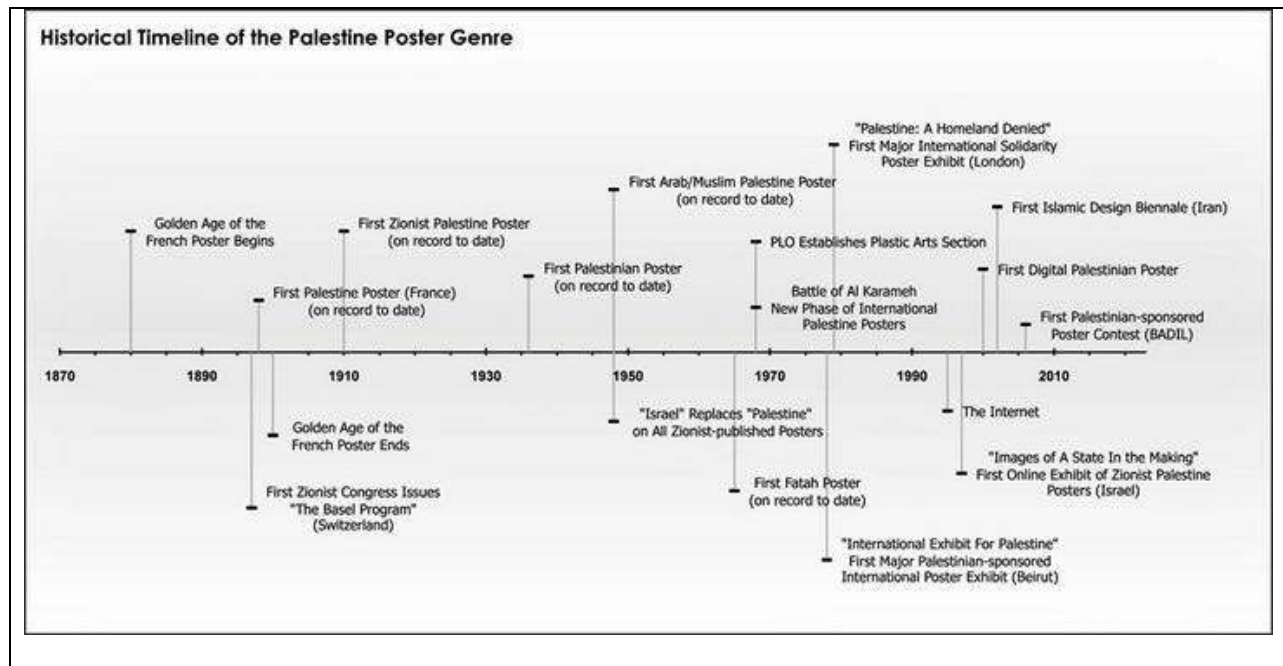 Historical Timeline of the Palestine Poster Genre
"Palestine: A Homeland Denied"
First Major International Solidarity
Poster Exhibit (London)
First Arab/Muslim Palestine Poster
(on record to date)
First Islamic Design Biennale (Iran)
Golden Age of the
French Poster Begins
First Zionist Palestine Poster
(on record to date)
PLO Establishes Plastic Arts Section
First Palestinian Poster
(on record to date)
First Digital Palestinian Poster
First Palestine Poster (France)
(on record to date)
Battle of Al Karameh
New Phase of International
Palestine Posters
First Palestinian-sponsored
Poster Contest (BADIL)
1870 1890 1910 1930 1950 1970 1990 2010
"Israel" Replaces "Palestine"
on All Zionist-published Posters
The Internet
Golden Age of the
French Poster Ends
"Images of A State In the Making"
First Online Exhibit of Zionist Palestine
Posters (Israel)
First Fatah Poster
(on record to date)
First Zionist Congress Issues
"The Basel Program"
(Switzerland)
"International Exhibit For Palestine"
First Major Palestinian-sponsored
International Poster Exhibit (Beirut)